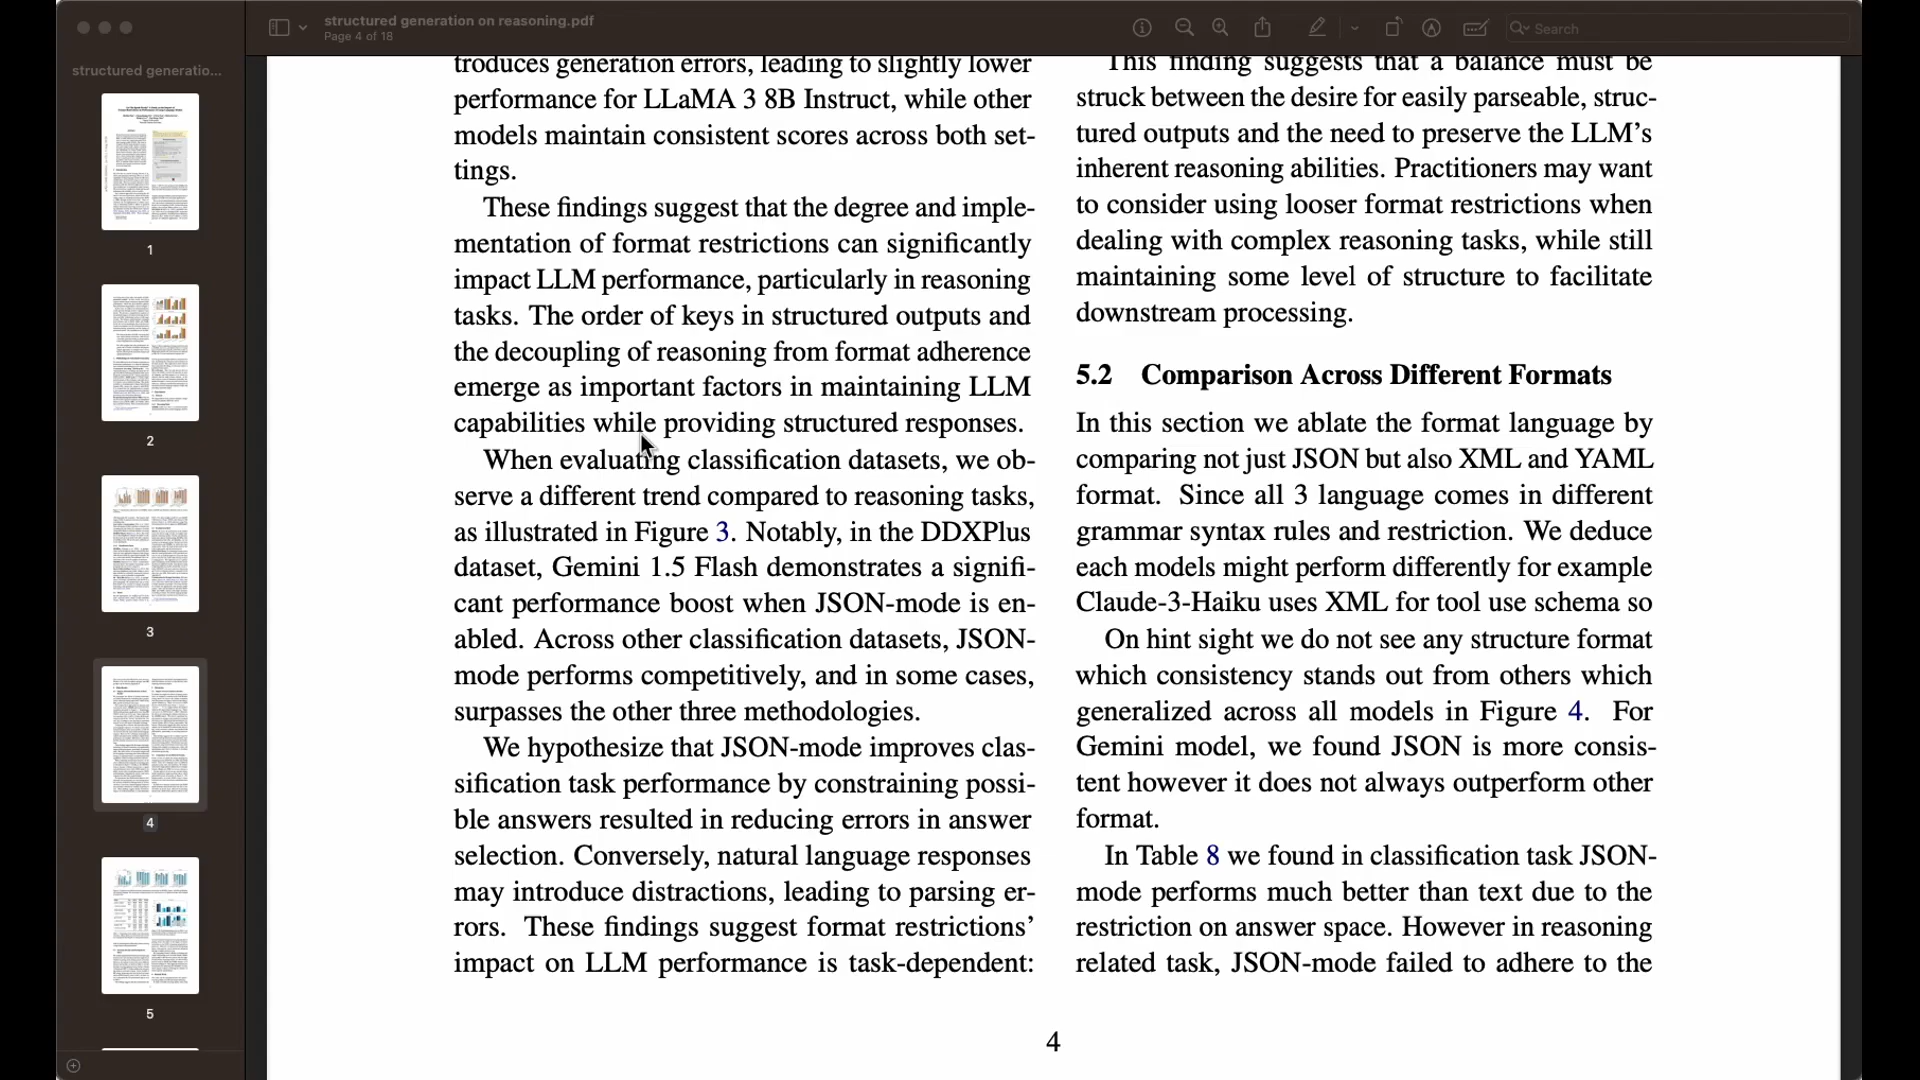 structured generation on reasoning.pdf
Page 4 of 18
Search
structured generatio...
1
2
3
4
5
troduces generation errors, leading to slightly lower
performance for LLaMA 3 8B Instruct, while other
models maintain consistent scores across both set-
tings.
These findings suggest that the degree and imple-
mentation of format restrictions can significantly
impact LLM performance, particularly in reasoning
tasks. The order of keys in structured outputs and
the decoupling of reasoning from format adherence
emerge as important factors in maintaining LLM
capabilities while providing structured responses.
When evaluating classification datasets, we ob-
serve a different trend compared to reasoning tasks,
as illustrated in Figure 3. Notably, in the DDXPlus
dataset, Gemini 1.5 Flash demonstrates a signifi-
cant performance boost when JSON-mode is en-
abled. Across other classification datasets, JSON-
mode performs competitively, and in some cases,
surpasses the other three methodologies.
We hypothesize that JSON-mode improves clas-
sification task performance by constraining possi-
ble answers resulted in reducing errors in answer
selection. Conversely, natural language responses
may introduce distractions, leading to parsing er-
rors. These findings suggest format restrictions'
impact on LLM performance is task-dependent:
This finding suggests that a balance must be
struck between the desire for easily parseable, struc-
tured outputs and the need to preserve the LLM's
inherent reasoning abilities. Practitioners may want
to consider using looser format restrictions when
dealing with complex reasoning tasks, while still
maintaining some level of structure to facilitate
downstream processing.
5.2 Comparison Across Different Formats
In this section we ablate the format language by
comparing not just JSON but also XML and YAML
format. Since all 3 language comes in different
grammar syntax rules and restriction. We deduce
each models might perform differently for example
Claude-3-Haiku uses XML for tool use schema so
On hint sight we do not see any structure format
which consistency stands out from others which
generalized across all models in Figure 4. For
Gemini model, we found JSON is more consis-
tent however it does not always outperform other
format.
In Table 8 we found in classification task JSON-
mode performs much better than text due to the
restriction on answer space. However in reasoning
related task, JSON-mode failed to adhere to the
4